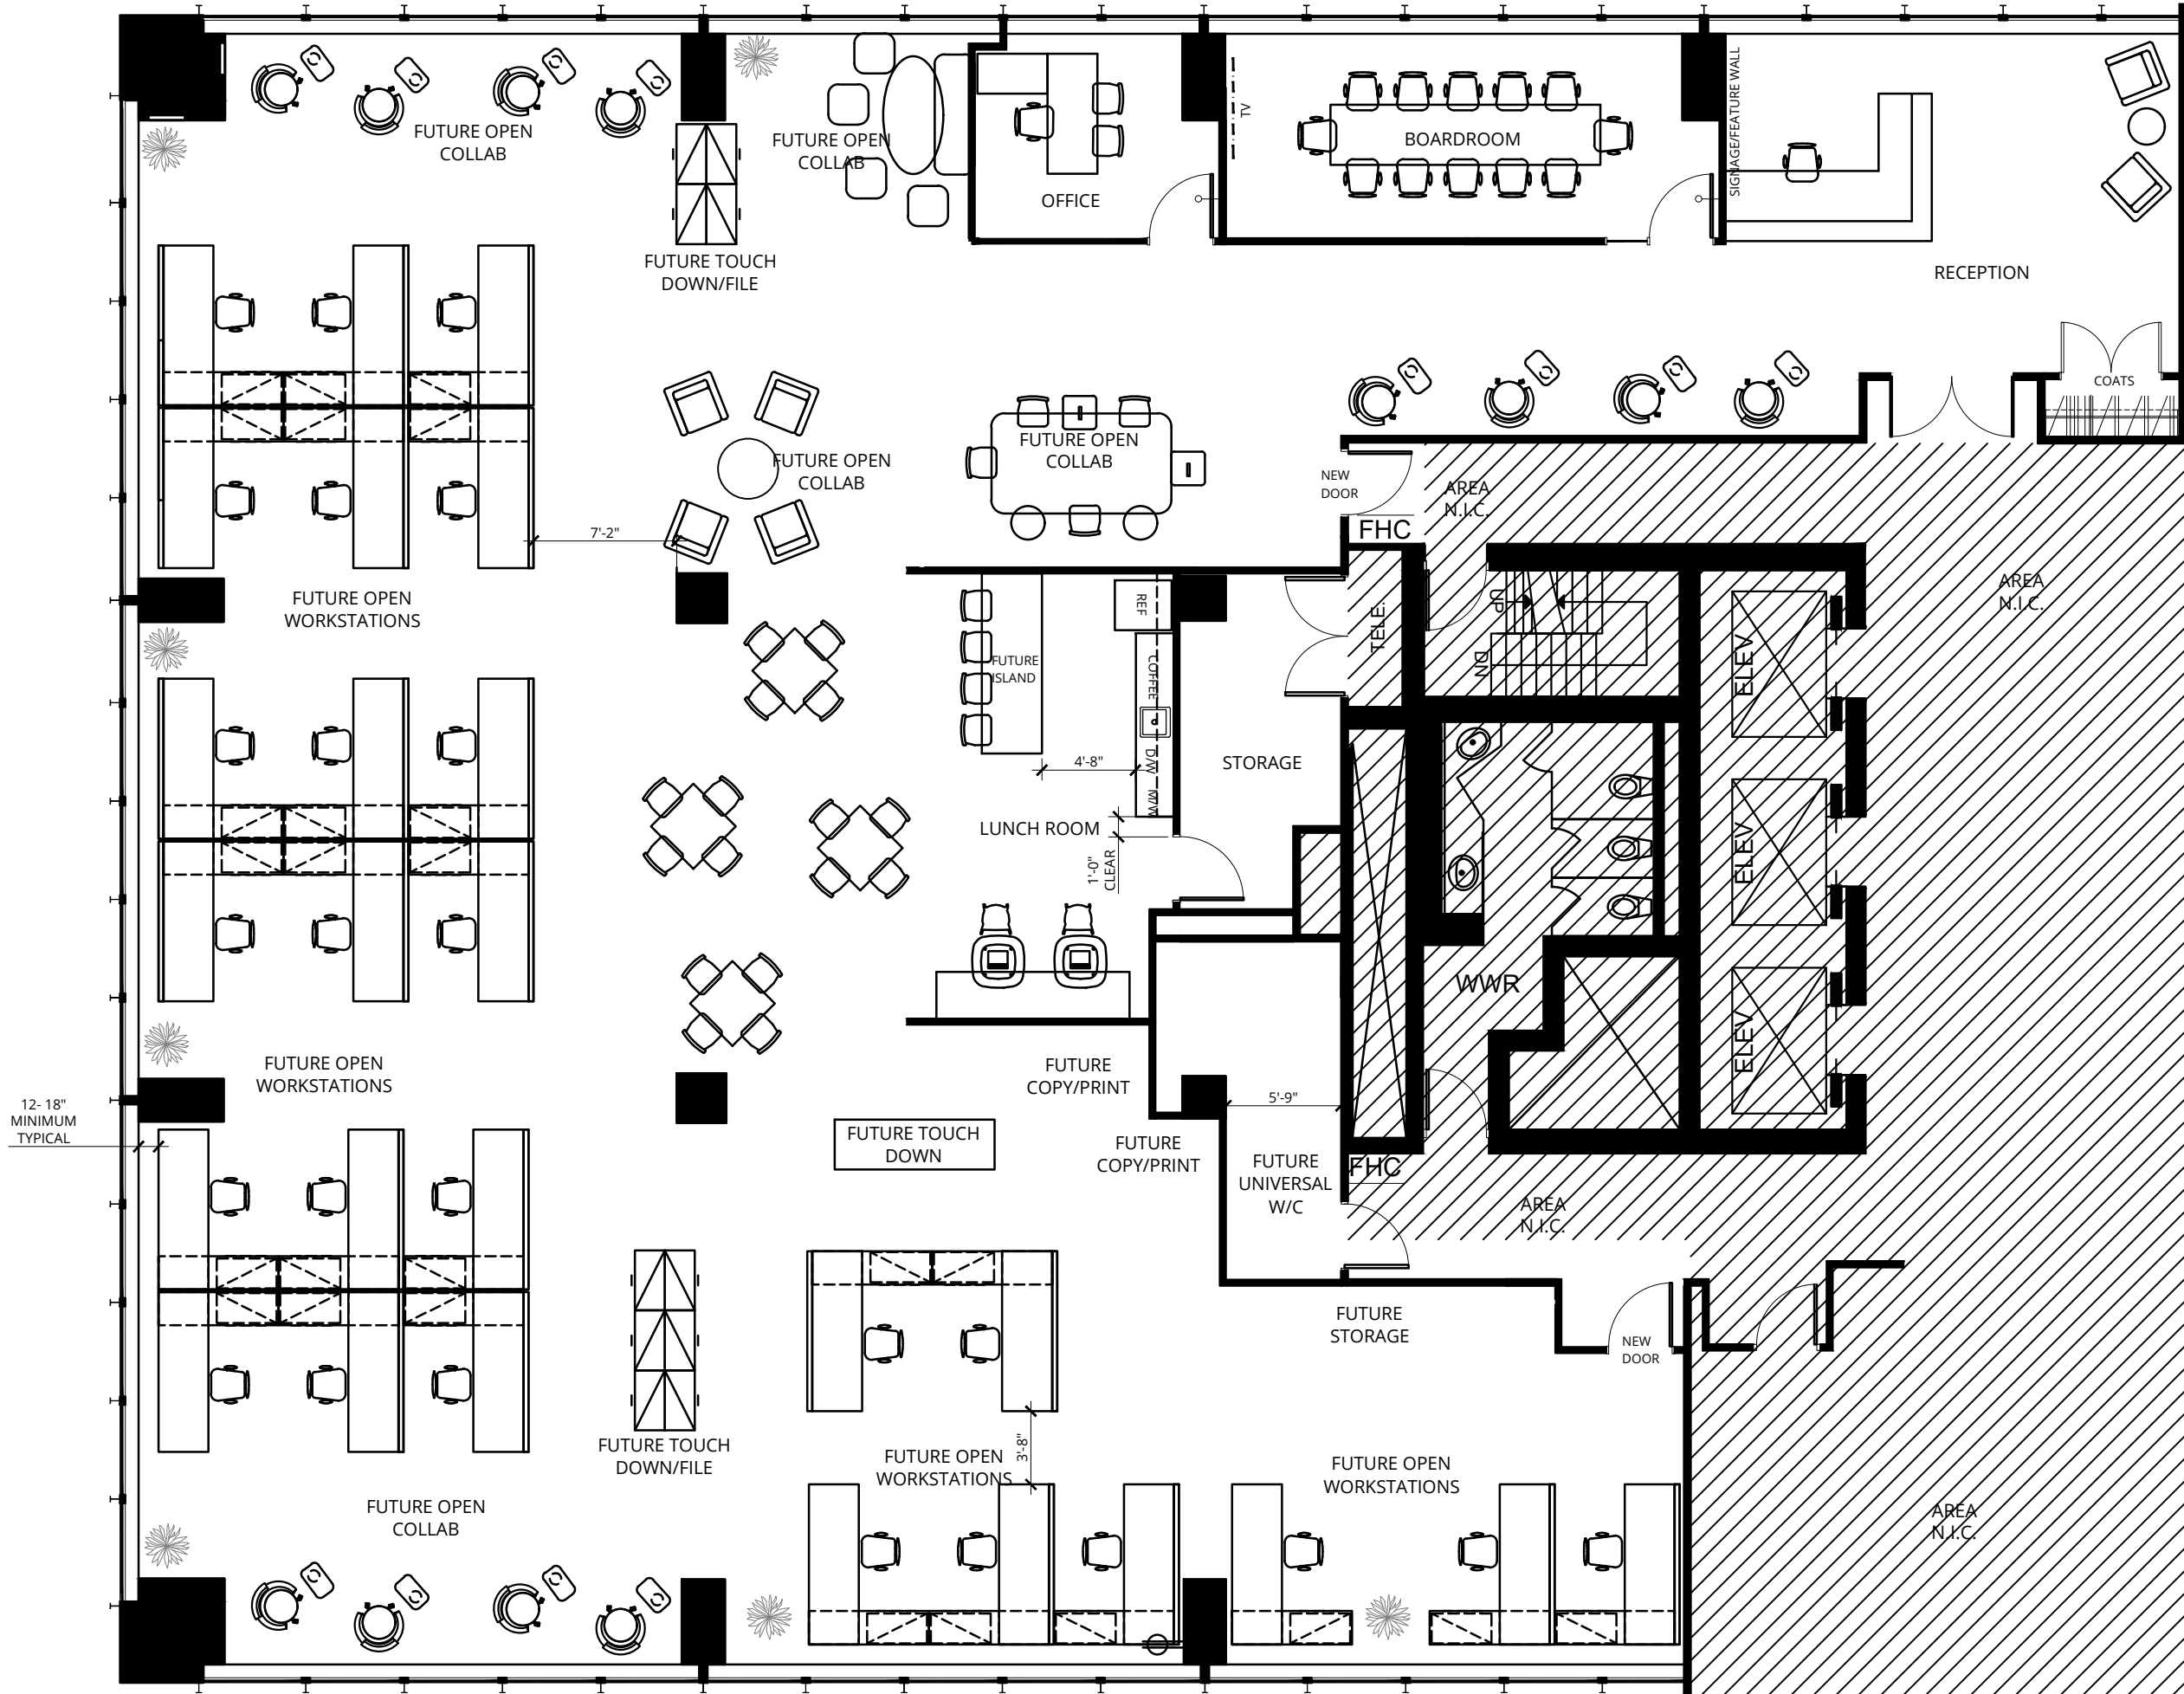 SIGNAGE/FEATURE WALL
TV
FUTURE OPEN
COLLAB
FUTURE OPEN
COLLAB
BOARDROOM
OFFICE
FUTURE TOUCH
DOWN/FILE
RECEPTION
COATS
FUTURE OPEN
COLLAB
FUTURE OPEN
COLLAB
NEW
DOOR
AREA
N.I.C.
7'-2"
FHC
FUTURE OPEN
WORKSTATIONS
REF
TELE.
UP
DN
AREA
N.I.C.
FUTURE
ISLAND
COFFEE
ELEV
4'-8"
D/W
M/W
STORAGE
LUNCH ROOM
1'-0"
CLEAR
ELEV
WWR
ELEV
FUTURE OPEN
WORKSTATIONS
FUTURE
COPY/PRINT
12- 18"
MINIMUM
TYPICAL
5'-9"
FUTURE TOUCH
DOWN
FUTURE
COPY/PRINT
FUTURE
UNIVERSAL
W/C
FHC
AREA
N.I.C.
FUTURE
STORAGE
NEW
DOOR
FUTURE TOUCH
DOWN/FILE
FUTURE OPEN
WORKSTATIONS
3'-8"
FUTURE OPEN
WORKSTATIONS
FUTURE OPEN
COLLAB
AREA
N.I.C.